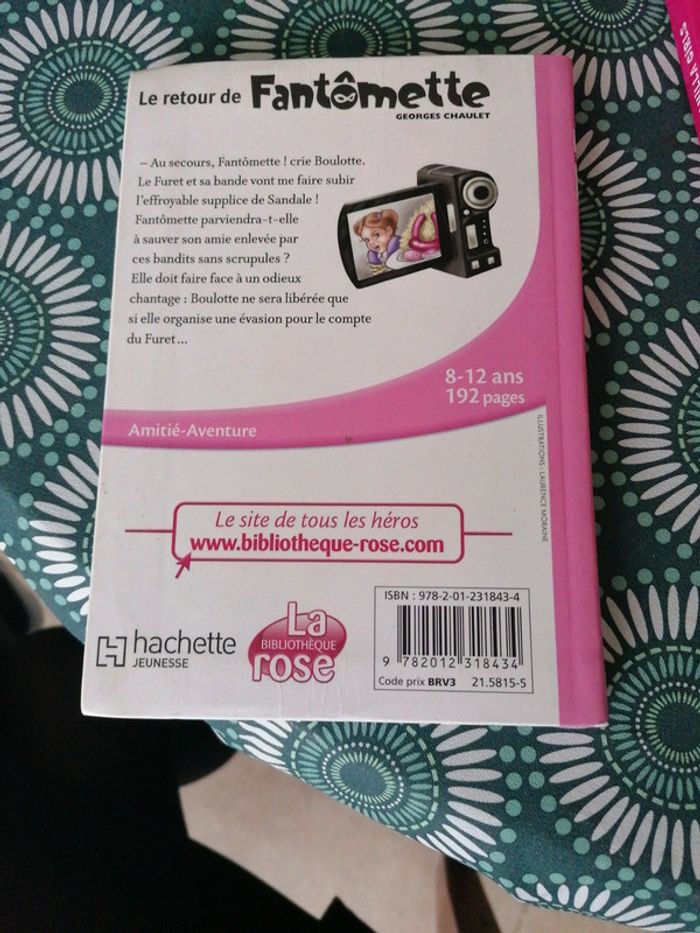 Le retour de Fantômette
GEORGES CHAULET
– Au secours, Fantômette ! crie Boulotte.
Le Furet et sa bande vont me faire subir
l'effroyable supplice de Sandale !
Fantômette parviendra-t-elle
à sauver son amie enlevée par
ces bandits sans scrupules ?
Elle doit faire face à un odieux
chantage : Boulotte ne sera libérée que
si elle organise une évasion pour le compte
du Furet...
8-12 ans
192 pages
Amitié-Aventure
ILLUSTRATIONS : LAURENCE MORAINE
Le site de tous les héros
www.bibliotheque-rose.com
hachette
JEUNESSE
La
BIBLIOTHÈQUE
rose
ISBN : 978-2-01-231843-4
9 782012 318434
Code prix BRV3 21.5815-5